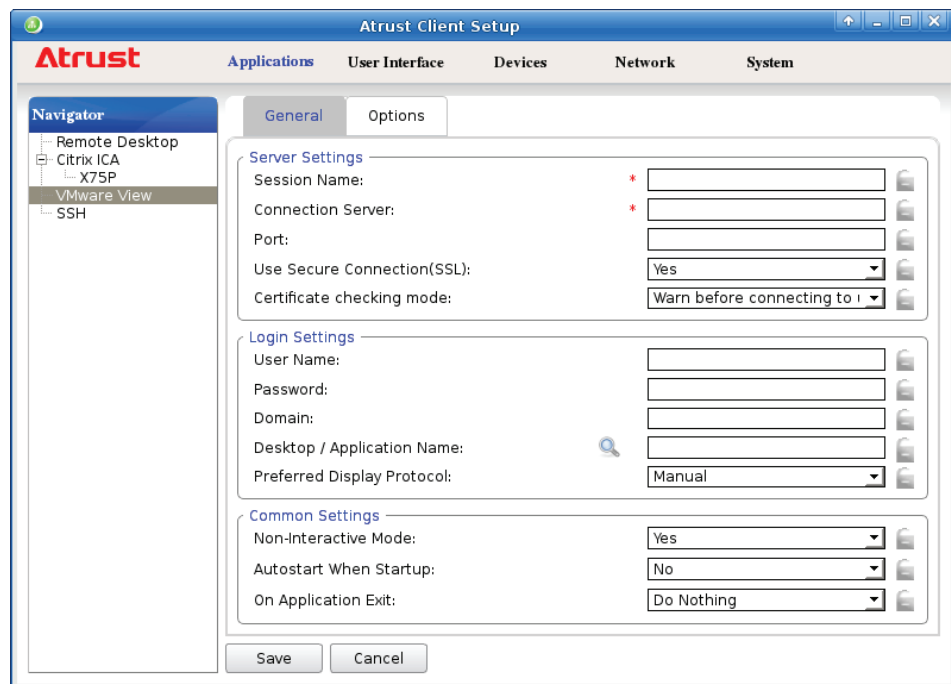 Atrust Client Setup
Atrust
Applications User Interface Devices Network System
Navigator
Remote Desktop
Citrix ICA
X75P
VMware View
SSH
General Options
Server Settings
Session Name: *
Connection Server: *
Port:
Use Secure Connection(SSL): Yes
Certificate checking mode: Warn before connecting to
Login Settings
User Name:
Password:
Domain:
Desktop / Application Name:
Preferred Display Protocol: Manual
Common Settings
Non-Interactive Mode: Yes
Autostart When Startup: No
On Application Exit: Do Nothing
Save Cancel